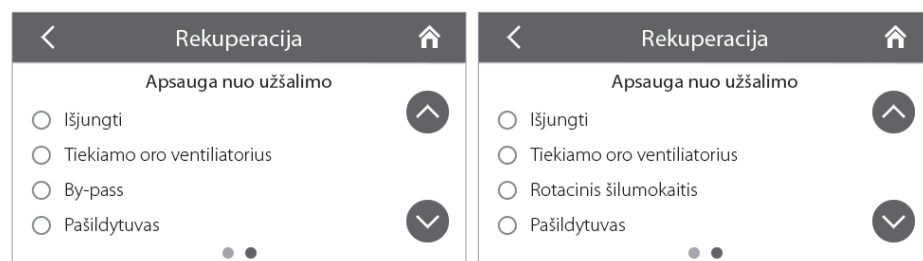 Rekuperacija
Apsauga nuo užšalimo
Išjungti
Tiekiamo oro ventiliatorius
By-pass
Pašildytuvas
Rekuperacija
Apsauga nuo užšalimo
Išjungti
Tiekiamo oro ventiliatorius
Rotacinis šilumokaitis
Pašildytuvas